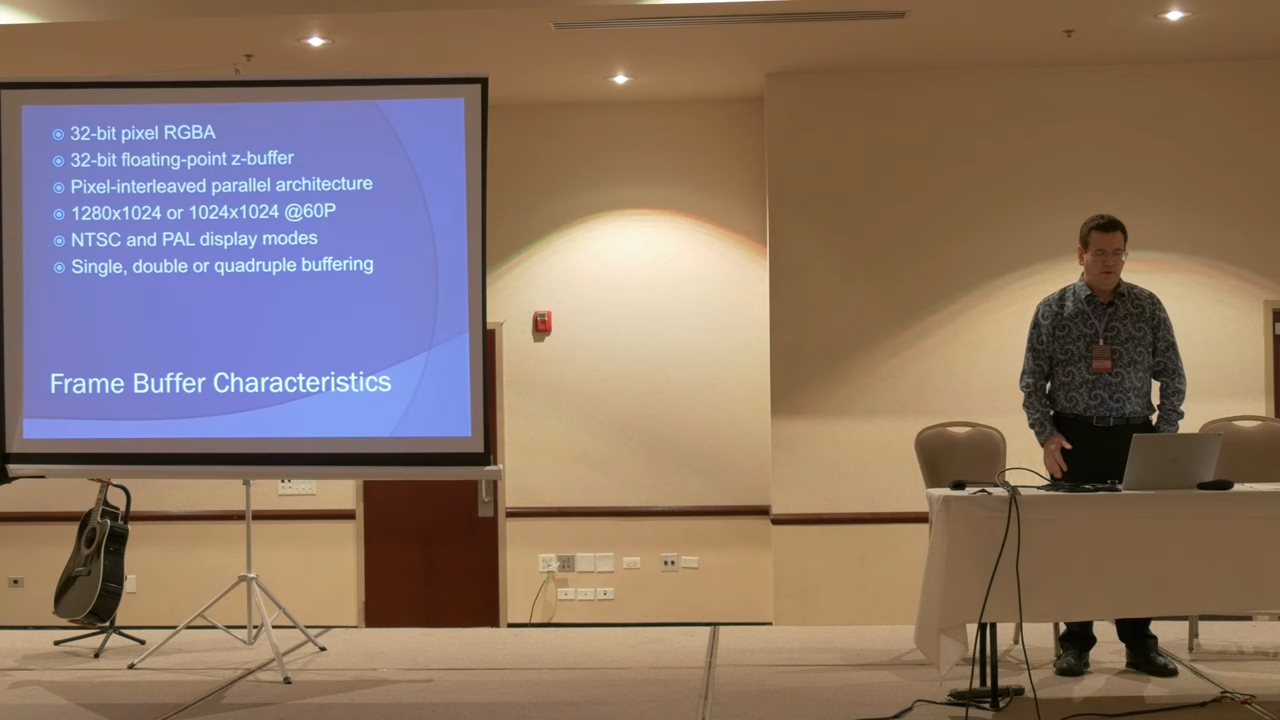 32-bit pixel RGBA
32-bit floating-point z-buffer
Pixel-interleaved parallel architecture
1280x1024 or 1024x1024 @60P
NTSC and PAL display modes
Single, double or quadruple buffering
Frame Buffer Characteristics